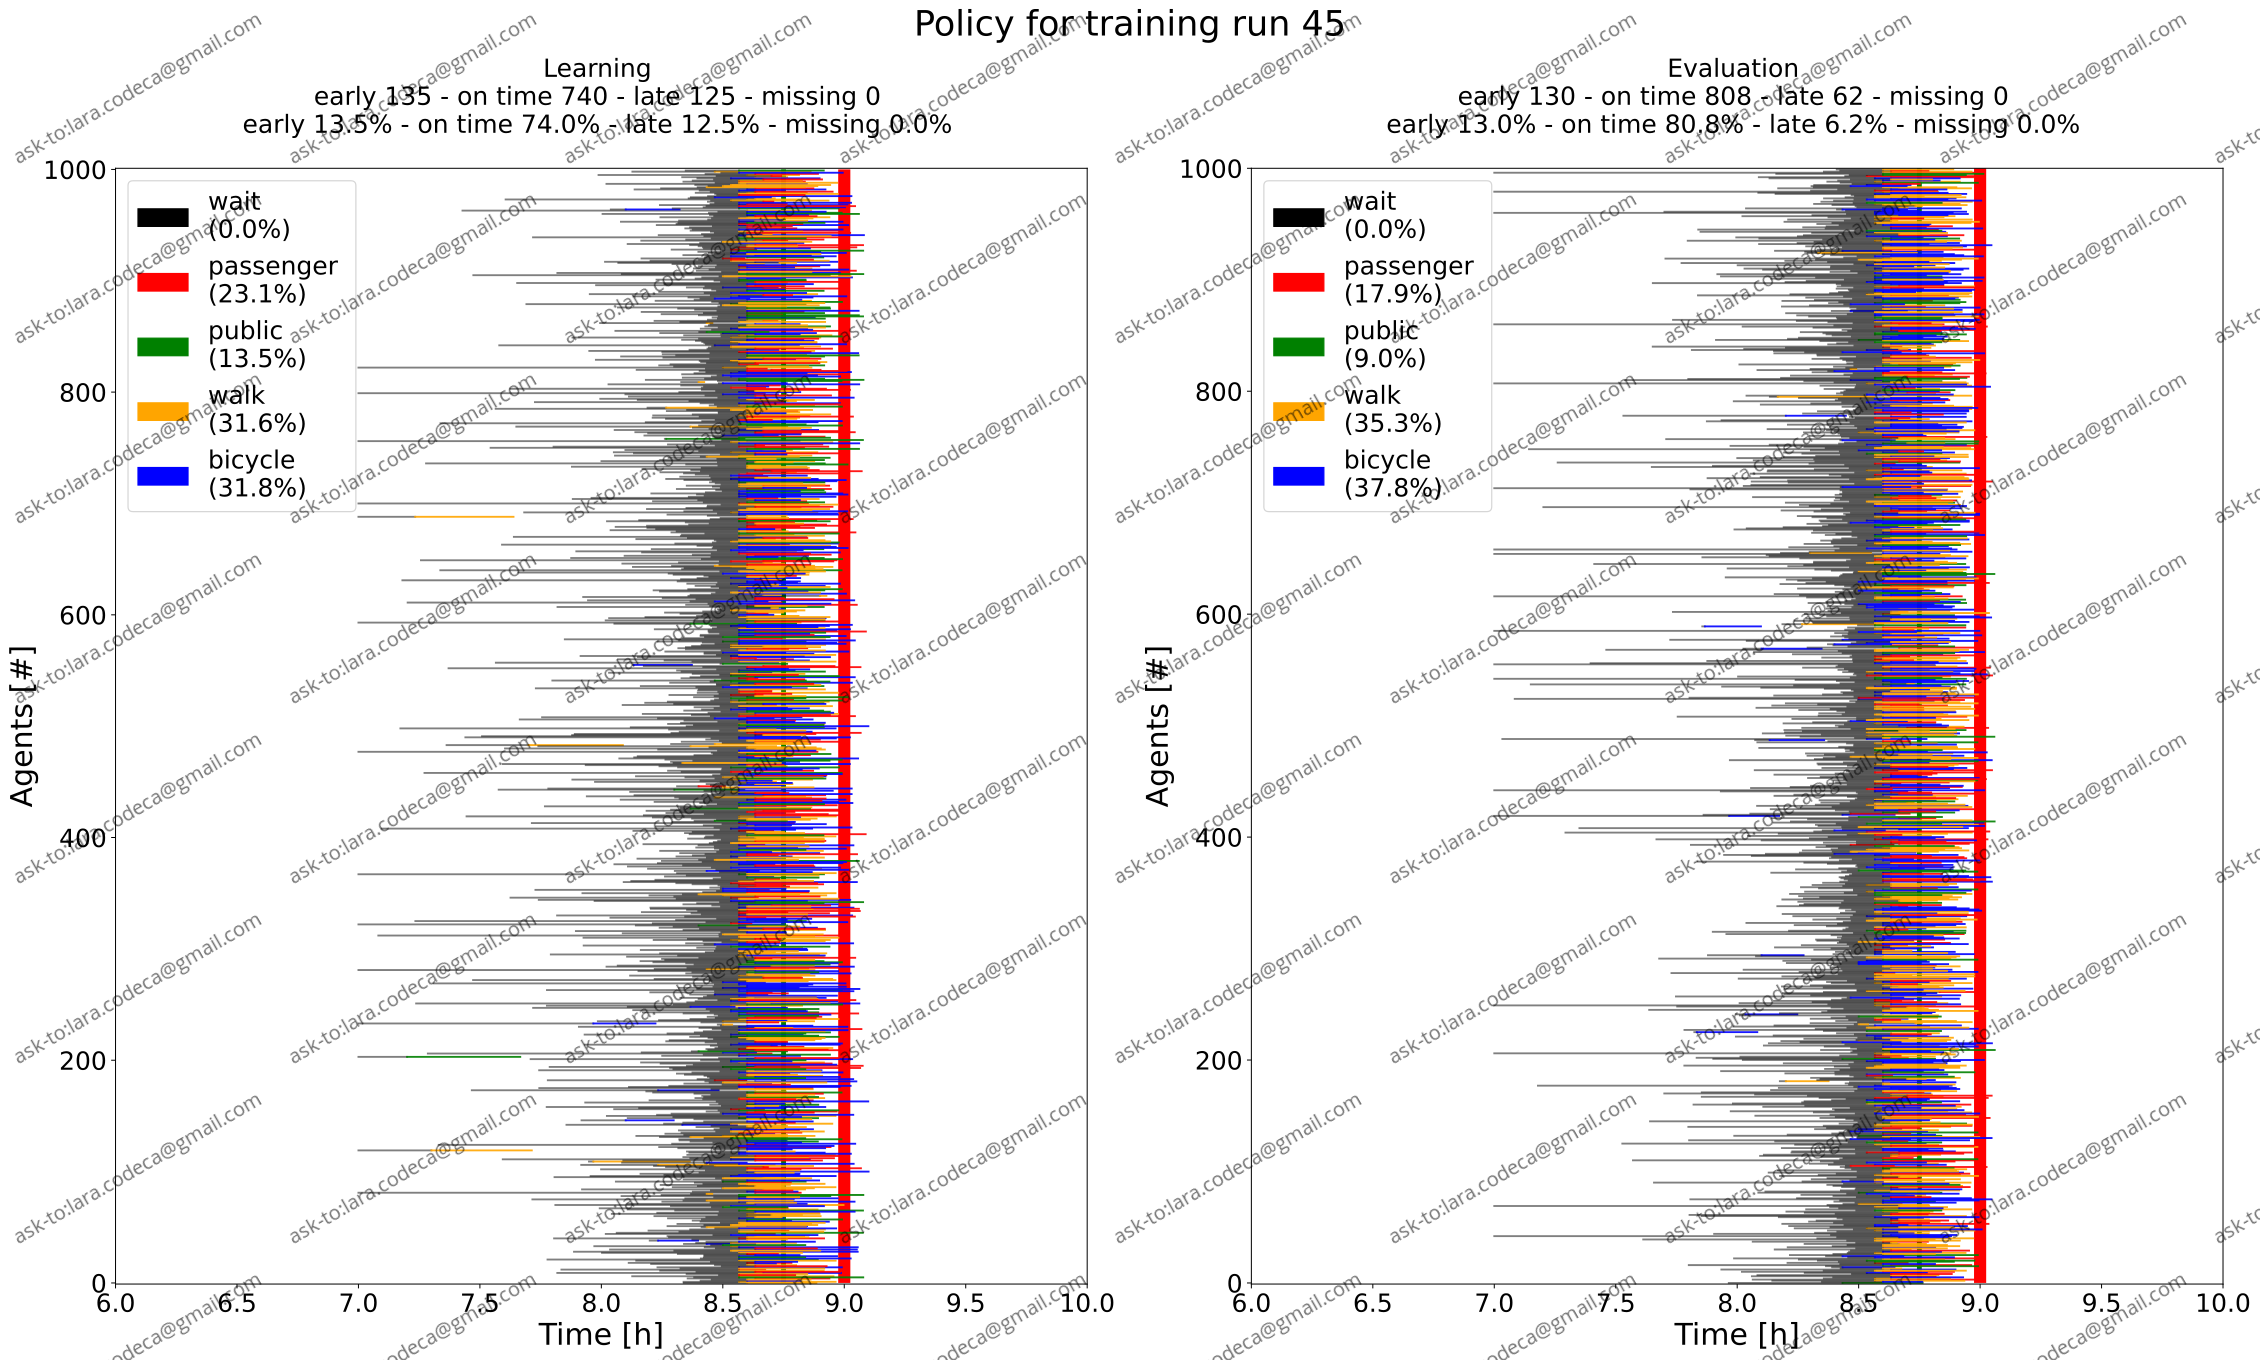 Policy for training run 45
Learning
early 135 - on time 740 - late 125 - missing 0
early 13.5% - on time 74.0% - late 12.5% - missing 0.0%
1000
800
600
400
200
0
Agents [#]
wait
(0.0%)
passenger
(23.1%)
public
(13.5%)
walk
(31.6%)
bicycle
(31.8%)
6.0 6.5 7.0 7.5 8.0 8.5 9.0 9.5 10.0
Time [h]
Evaluation
early 130 - on time 808 - late 62 - missing 0
early 13.0% - on time 80.8% - late 6.2% - missing 0.0%
1000
800
600
400
200
0
Agents [#]
wait
(0.0%)
passenger
(17.9%)
public
(9.0%)
walk
(35.3%)
bicycle
(37.8%)
6.0 6.5 7.0 7.5 8.0 8.5 9.0 9.5 10.0
Time [h]
ask-to:lara.codeca@gmail.com